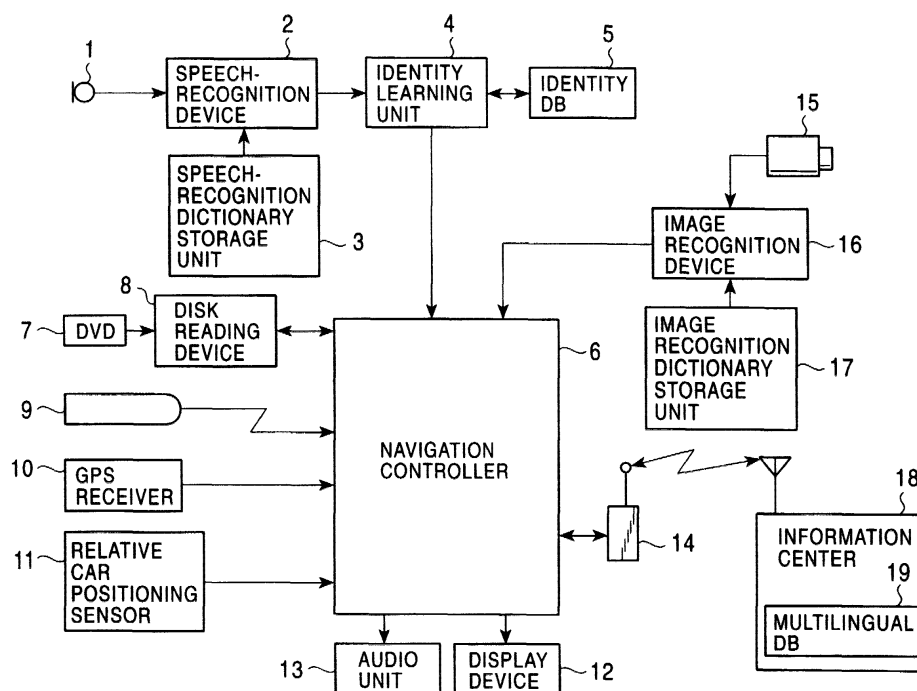 1
2
SPEECH-
RECOGNITION
DEVICE
4
IDENTITY
LEARNING
UNIT
5
IDENTITY
DB
15
SPEECH-
RECOGNITION
DICTIONARY
STORAGE
UNIT
3
IMAGE
RECOGNITION
DEVICE
16
7
DVD
8
DISK
READING
DEVICE
6
IMAGE
RECOGNITION
DICTIONARY
STORAGE
UNIT
17
9
NAVIGATION
CONTROLLER
10
GPS
RECEIVER
11
RELATIVE
CAR
POSITIONING
SENSOR
14
18
INFORMATION
CENTER
19
MULTILINGUAL
DB
13
AUDIO
UNIT
DISPLAY
DEVICE
12